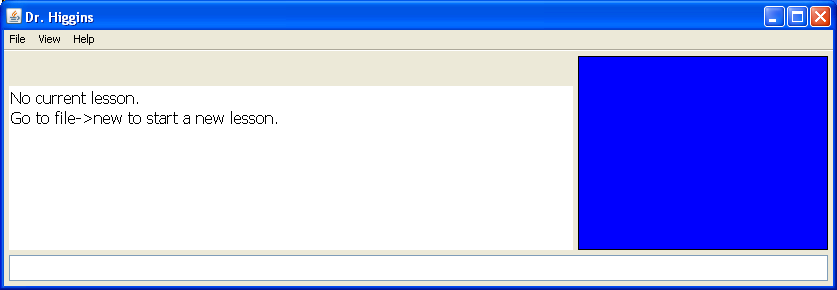 Dr. Higgins
File View Help
No current lesson.
Go to file->new to start a new lesson.